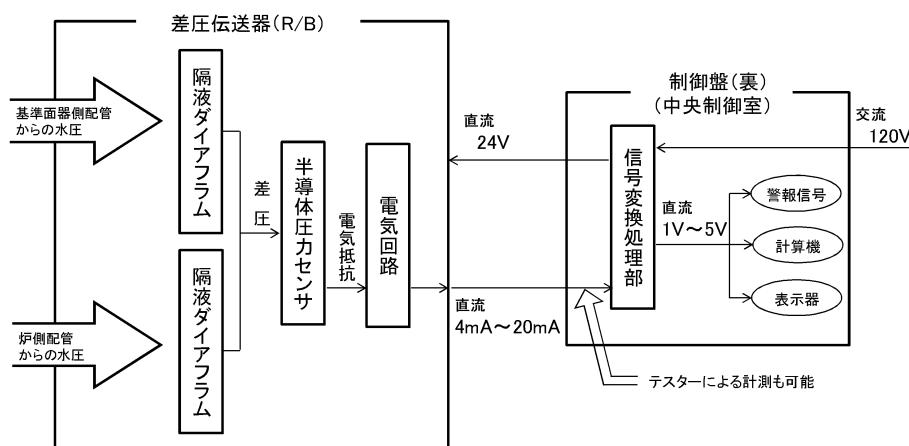 差圧伝送器(R/B)
基準面器側配管
からの水圧
隔液ダイアフラム
差圧
半導体圧力センサ
電気抵抗
電気回路
炉側配管
からの水圧
隔液ダイアフラム
直流
24V
直流
4mA～20mA
制御盤(裏)
(中央制御室)
交流
120V
信号変換処理部
直流
1V～5V
警報信号
計算機
表示器
テスターによる計測も可能